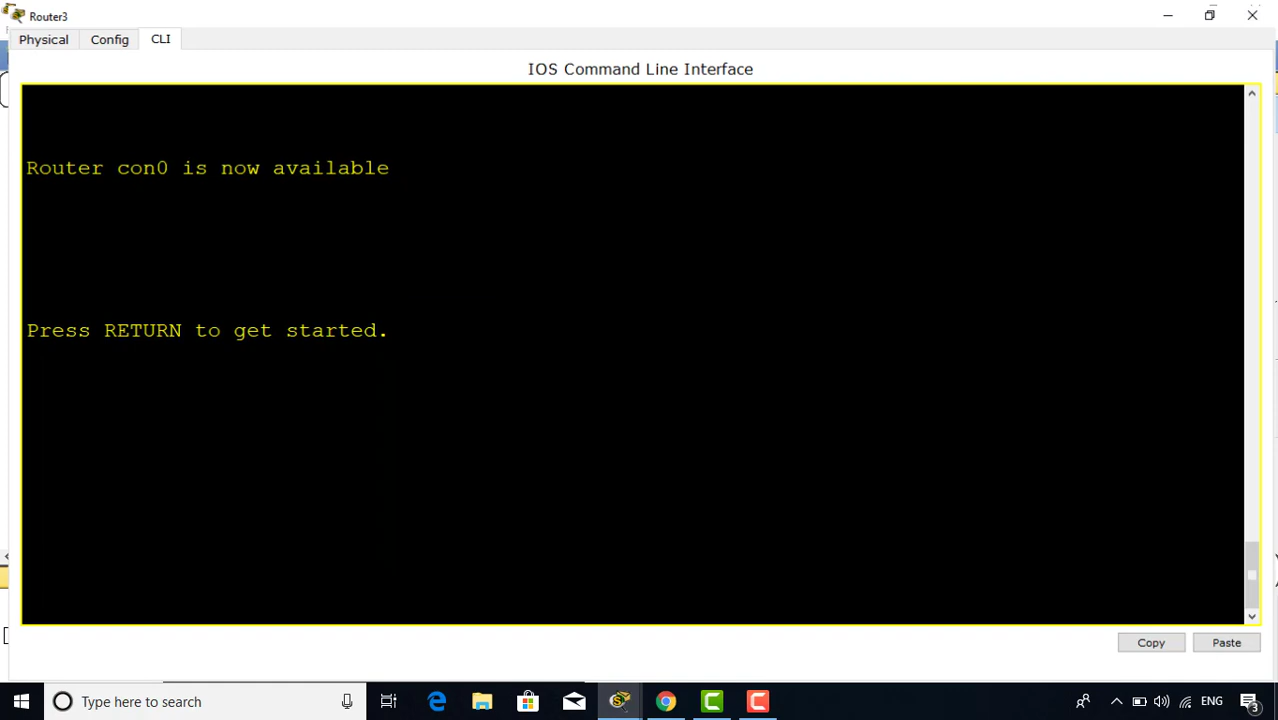 Router3
Physical
Config
CLI
IOS Command Line Interface
Router con0 is now available
Press RETURN to get started.
Copy
Paste
Type here to search
ENG
3